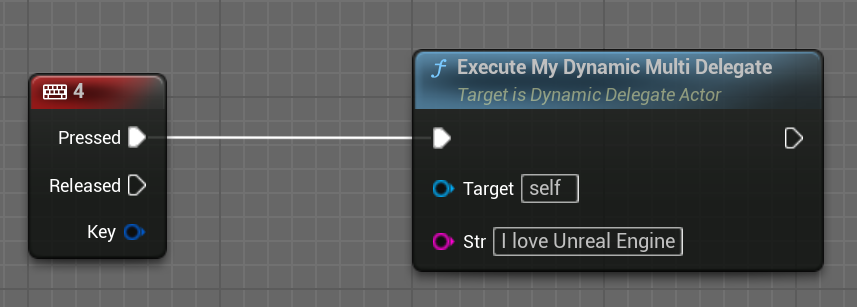 4
Pressed
Released
Key
f Execute My Dynamic Multi Delegate
Target is Dynamic Delegate Actor
Target self
Str I love Unreal Engine